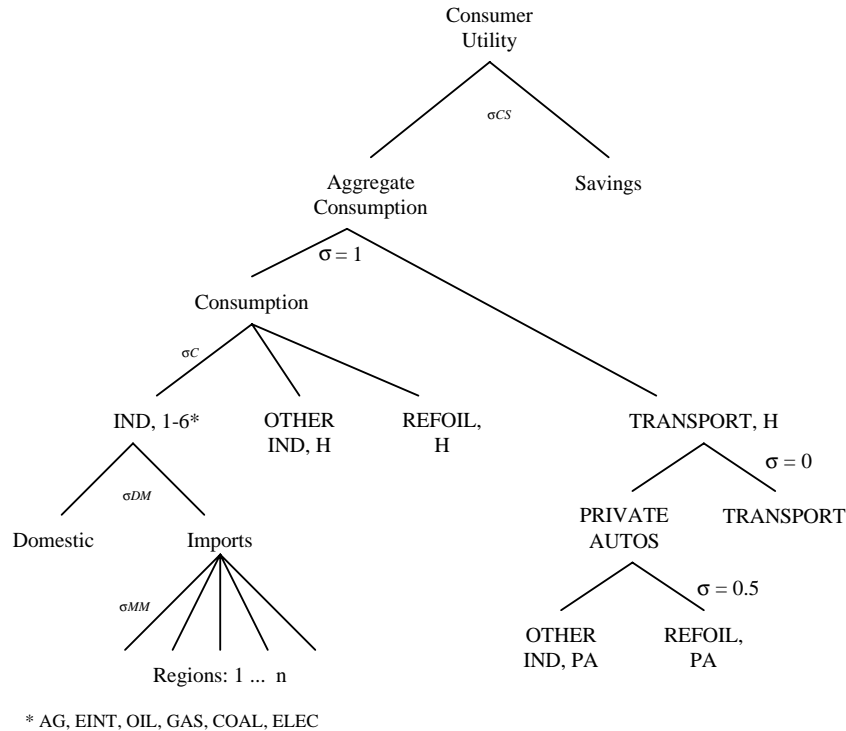 Consumer
Utility
σCS
Aggregate
Consumption
Savings
σ = 1
Consumption
σC
IND, 1-6*
OTHER
IND, H
REFOIL,
H
TRANSPORT, H
σDM
σ = 0
Domestic
Imports
PRIVATE
AUTOS
TRANSPORT
σMM
σ = 0.5
OTHER
IND, PA
REFOIL,
PA
Regions: 1 ... n
* AG, EINT, OIL, GAS, COAL, ELEC